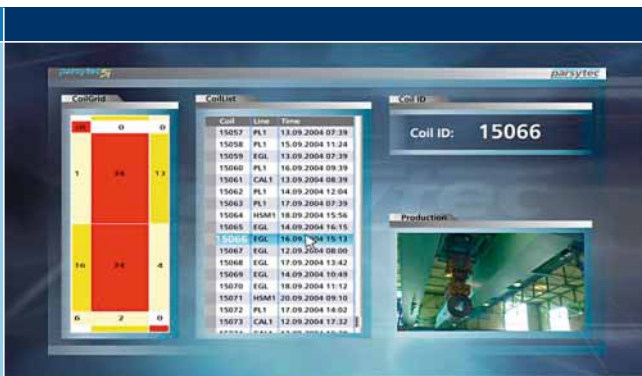 parsytec 5i
parsytec
CoilGrid
0 0
1 13
16 24 4
6 2 0
CoilList
Coil Line Time
15057 PL1 13.09.2004 07:39
15058 PL1 15.09.2004 11:24
15059 EGL 13.09.2004 07:39
15060 PL1 16.09.2004 09:39
15061 CAL1 13.09.2004 08:39
15062 PL1 14.09.2004 12:04
15063 PL1 17.09.2004 07:39
15064 HSM1 18.09.2004 15:56
15065 EGL 14.09.2004 16:15
15066 EGL 16.09.2004 15:13
15067 EGL 12.09.2004 08:00
15068 EGL 17.09.2004 13:42
15069 EGL 14.09.2004 10:49
15070 EGL 18.09.2004 11:12
15071 HSM1 20.09.2004 09:10
15072 PL1 17.09.2004 14:02
15073 CAL1 12.09.2004 17:32
Coil ID
Coil ID: 15066
Production